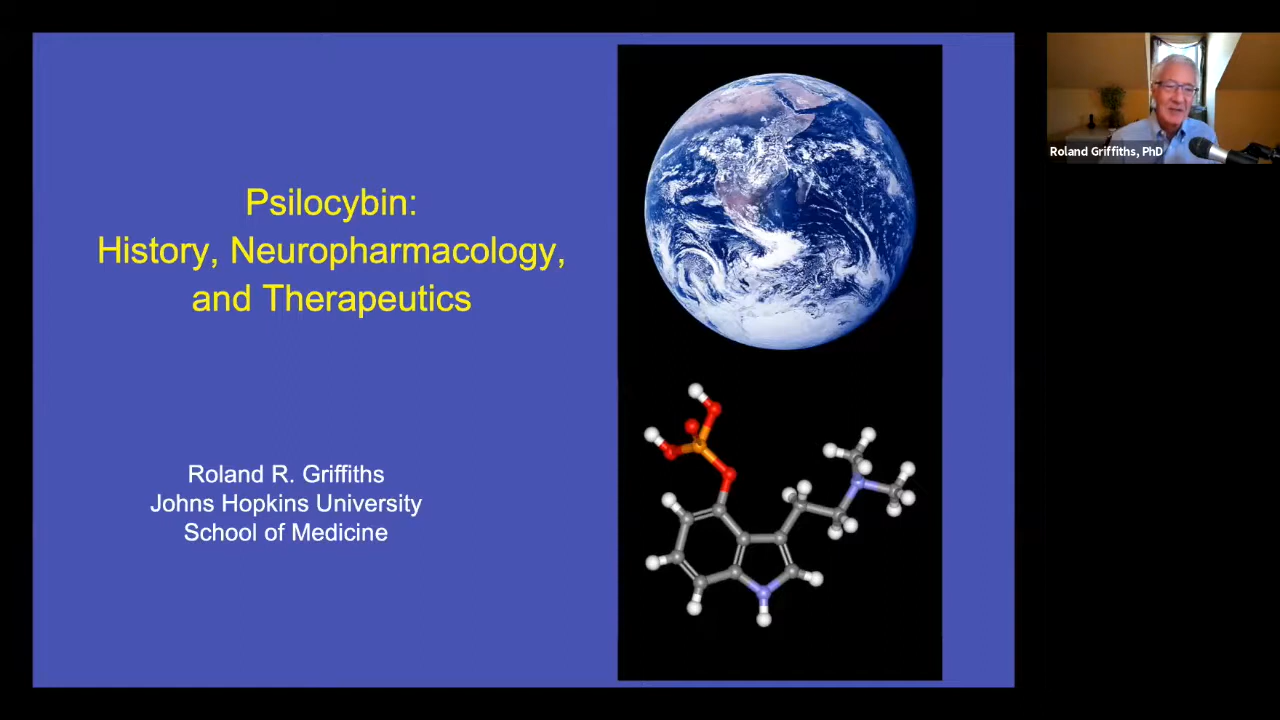 Psilocybin:
History, Neuropharmacology,
and Therapeutics
Roland R. Griffiths
Johns Hopkins University
School of Medicine
Roland Griffiths, PhD